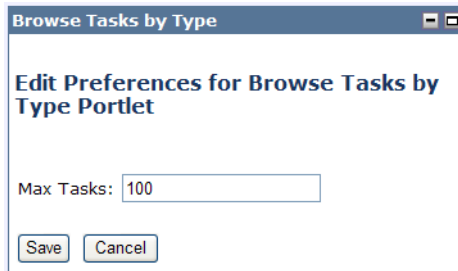 Browse Tasks by Type
Edit Preferences for Browse Tasks by
Type Portlet
Max Tasks: 100
Save Cancel